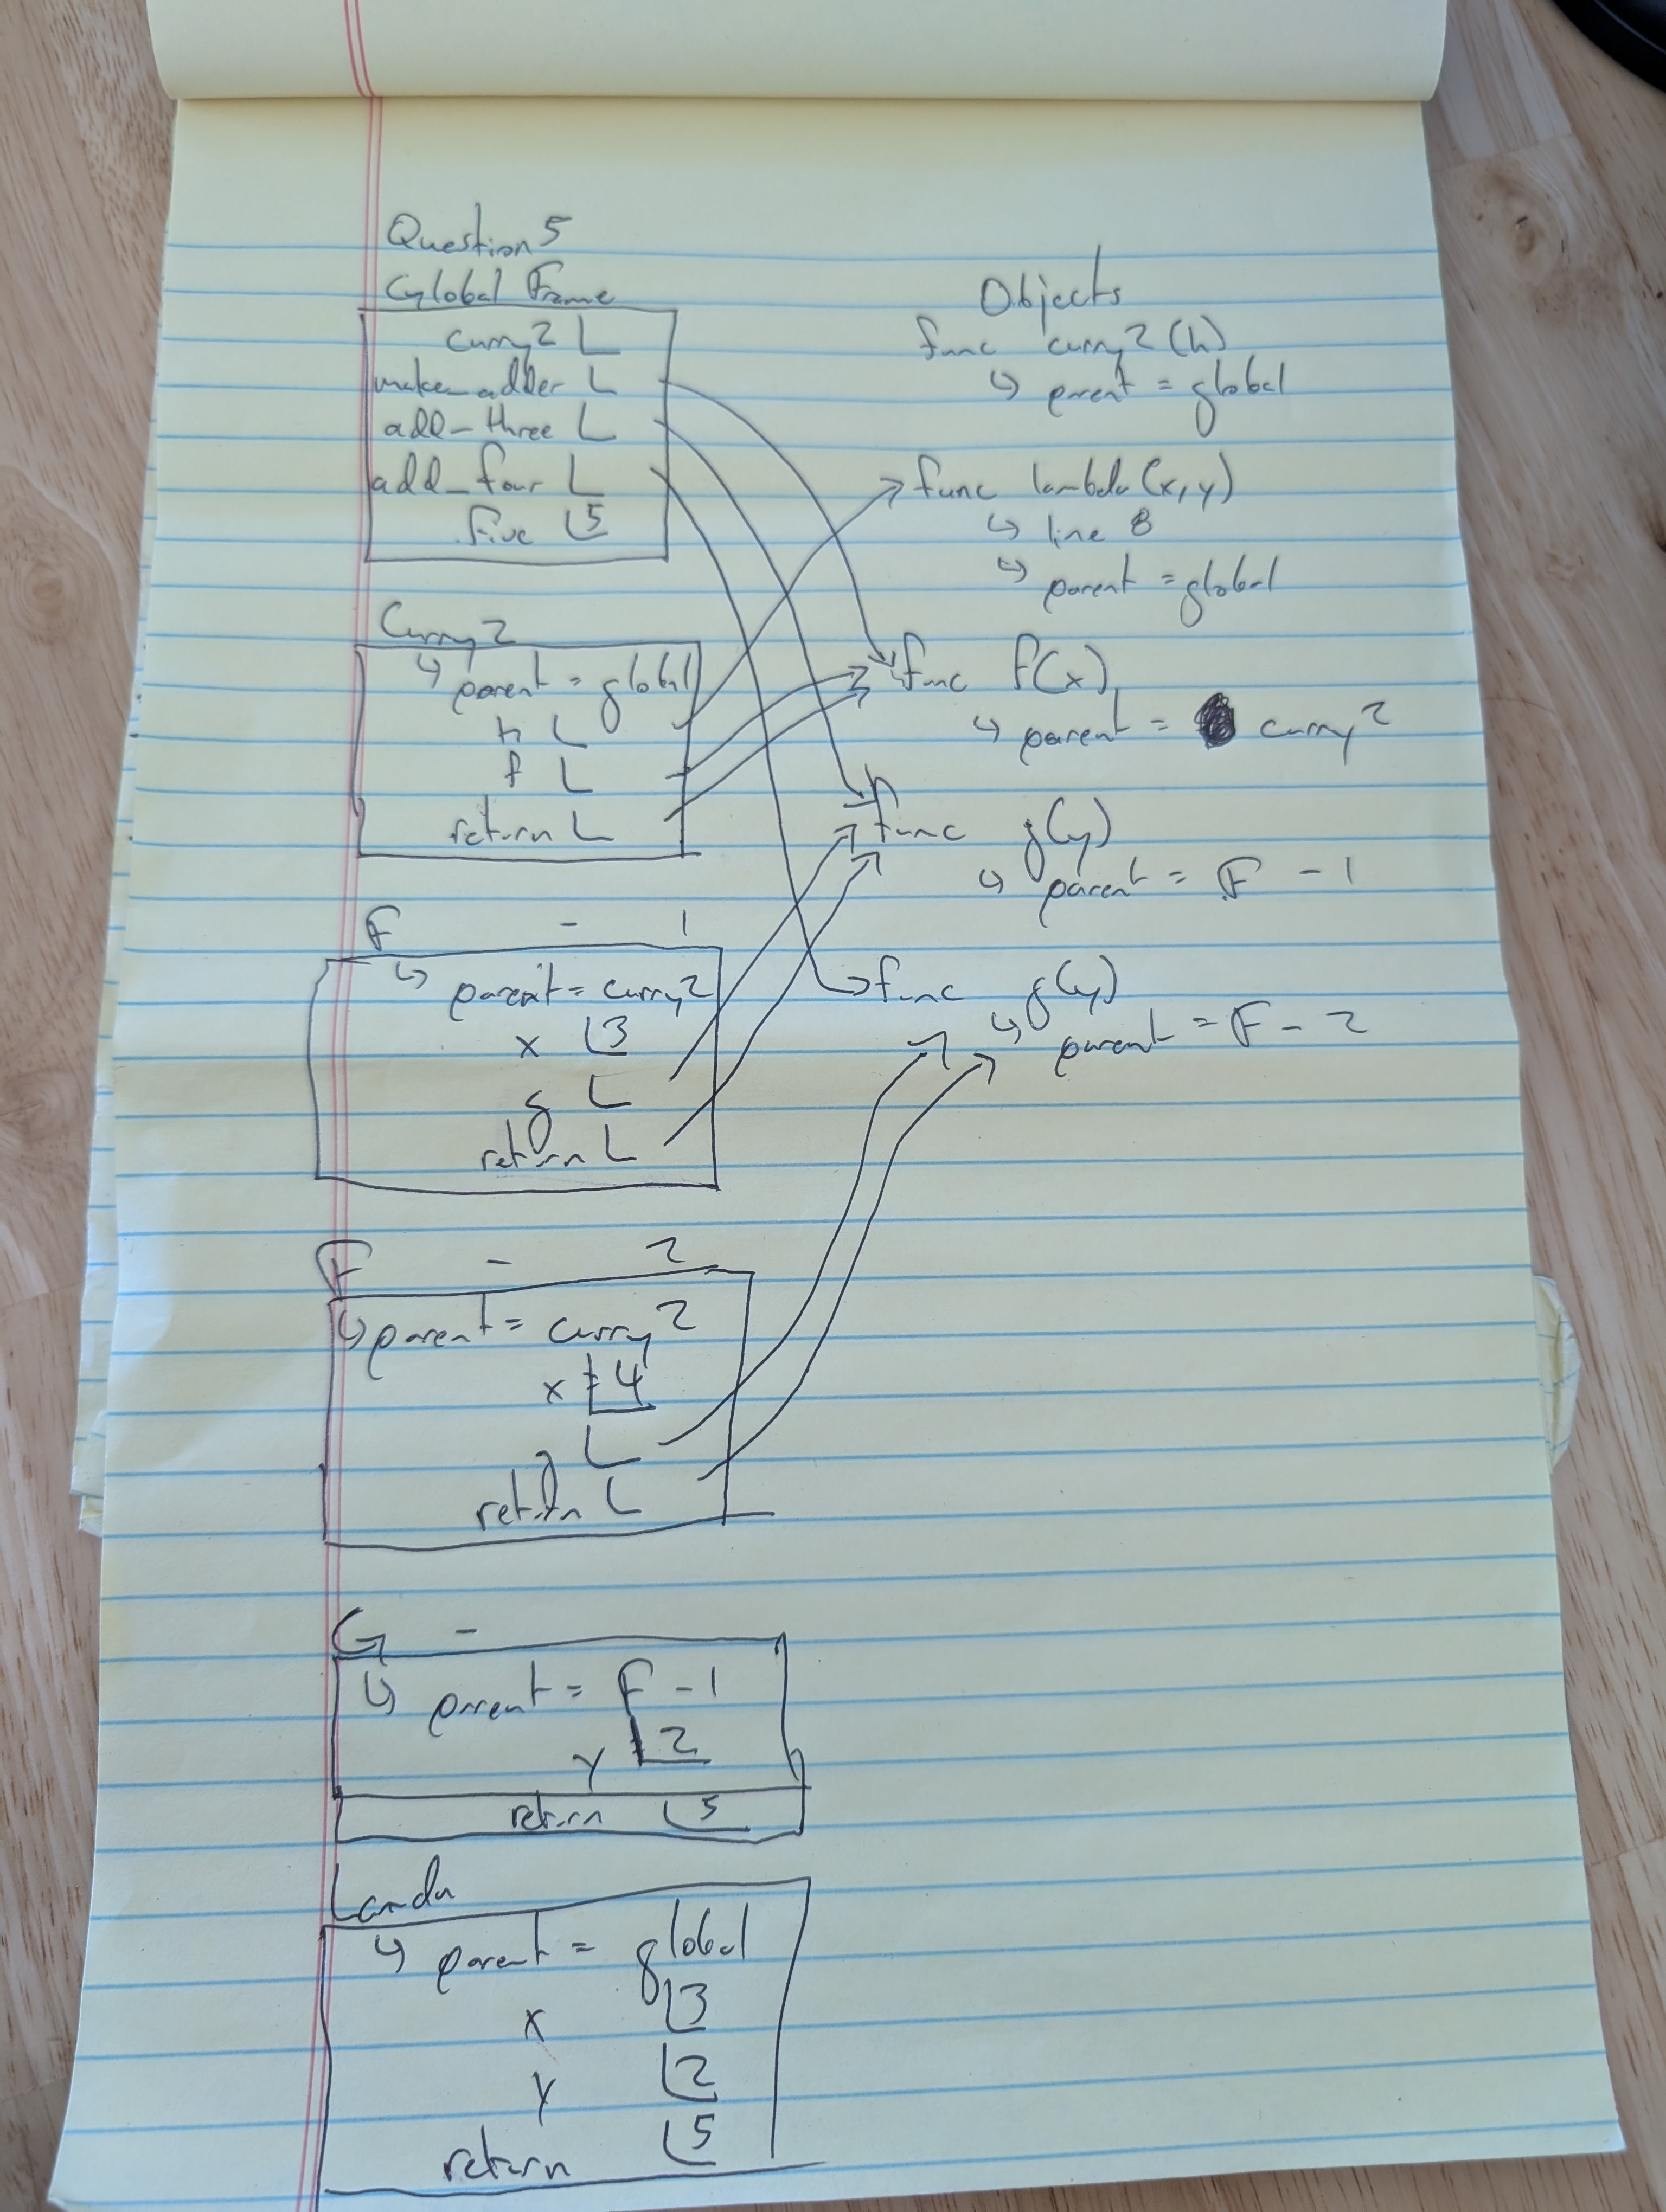 Question 5
Global Frame
curry2
make_adder
add_three
add_four
five 5
Objects
func curry2 (h)
↳ parent = global
func lambda (x, y)
↳ line 8
↳ parent = global
func f(x)
↳ parent = curry2
func g(y)
↳ parent = F - 1
func g(y)
↳ parent = F - 2
Curry2
↳ parent = global
h
f
return
F - 1
↳ parent = curry2
x 3
g
return
F - 2
↳ parent = curry2
x 4
g
return
G -
↳ parent = F - 1
y 2
return 5
Lamda
↳ parent = global
x 3
y 2
return 5